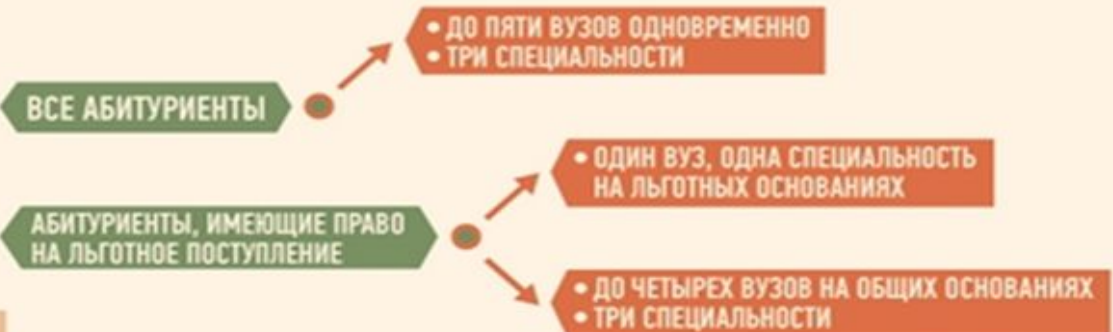 • ДО ПЯТИ ВУЗОВ ОДНОВРЕМЕННО
• ТРИ СПЕЦИАЛЬНОСТИ
ВСЕ АБИТУРИЕНТЫ
• ОДИН ВУЗ, ОДНА СПЕЦИАЛЬНОСТЬ
НА ЛЬГОТНЫХ ОСНОВАНИЯХ
АБИТУРИЕНТЫ, ИМЕЮЩИЕ ПРАВО
НА ЛЬГОТНОЕ ПОСТУПЛЕНИЕ
• ДО ЧЕТЫРЕХ ВУЗОВ НА ОБЩИХ ОСНОВАНИЯХ
• ТРИ СПЕЦИАЛЬНОСТИ